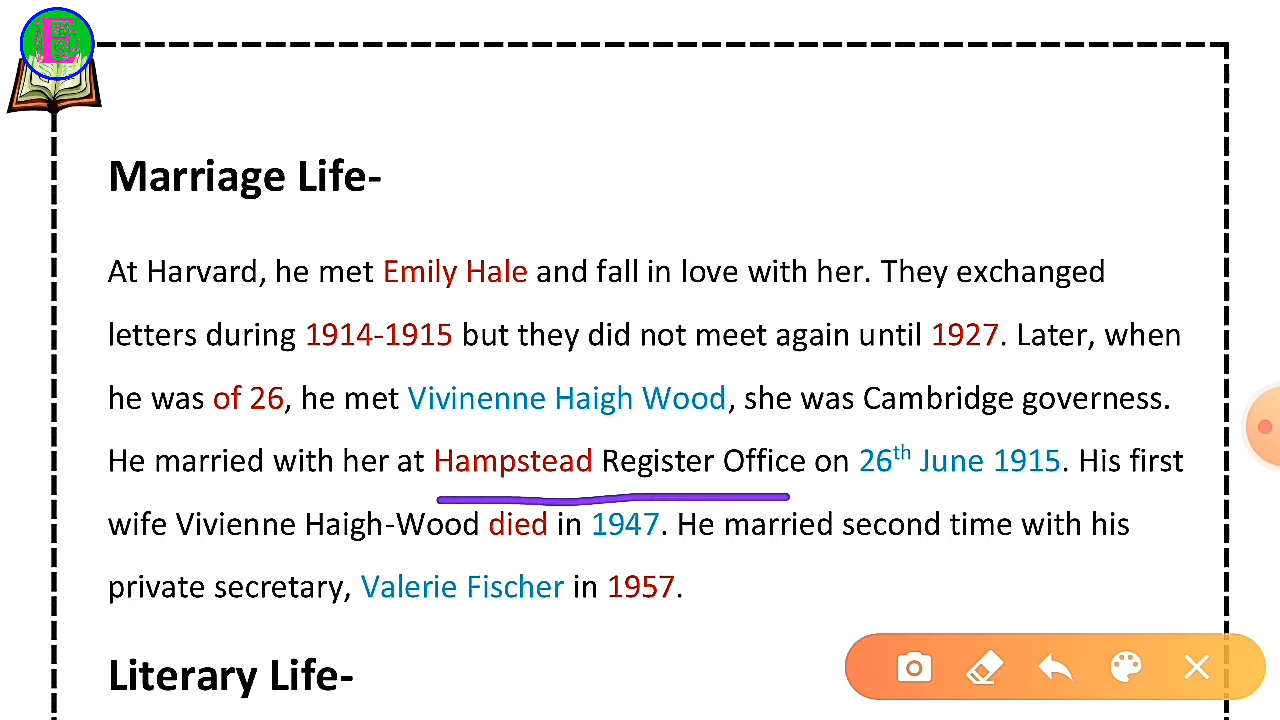 E
Marriage Life-
At Harvard, he met Emily Hale and fall in love with her. They exchanged
letters during 1914-1915 but they did not meet again until 1927. Later, when
he was of 26, he met Vivinenne Haigh Wood, she was Cambridge governess.
He married with her at Hampstead Register Office on 26th June 1915. His first
wife Vivienne Haigh-Wood died in 1947. He married second time with his
private secretary, Valerie Fischer in 1957.
Literary Life-